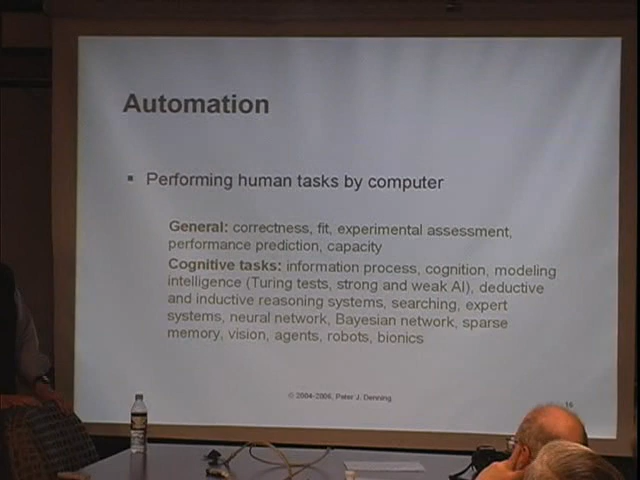 Automation
▪ Performing human tasks by computer
General: correctness, fit, experimental assessment,
performance prediction, capacity
Cognitive tasks: information process, cognition, modeling
intelligence (Turing tests, strong and weak AI), deductive
and inductive reasoning systems, searching, expert
systems, neural network, Bayesian network, sparse
memory, vision, agents, robots, bionics
© 2004-2006, Peter J. Denning
16